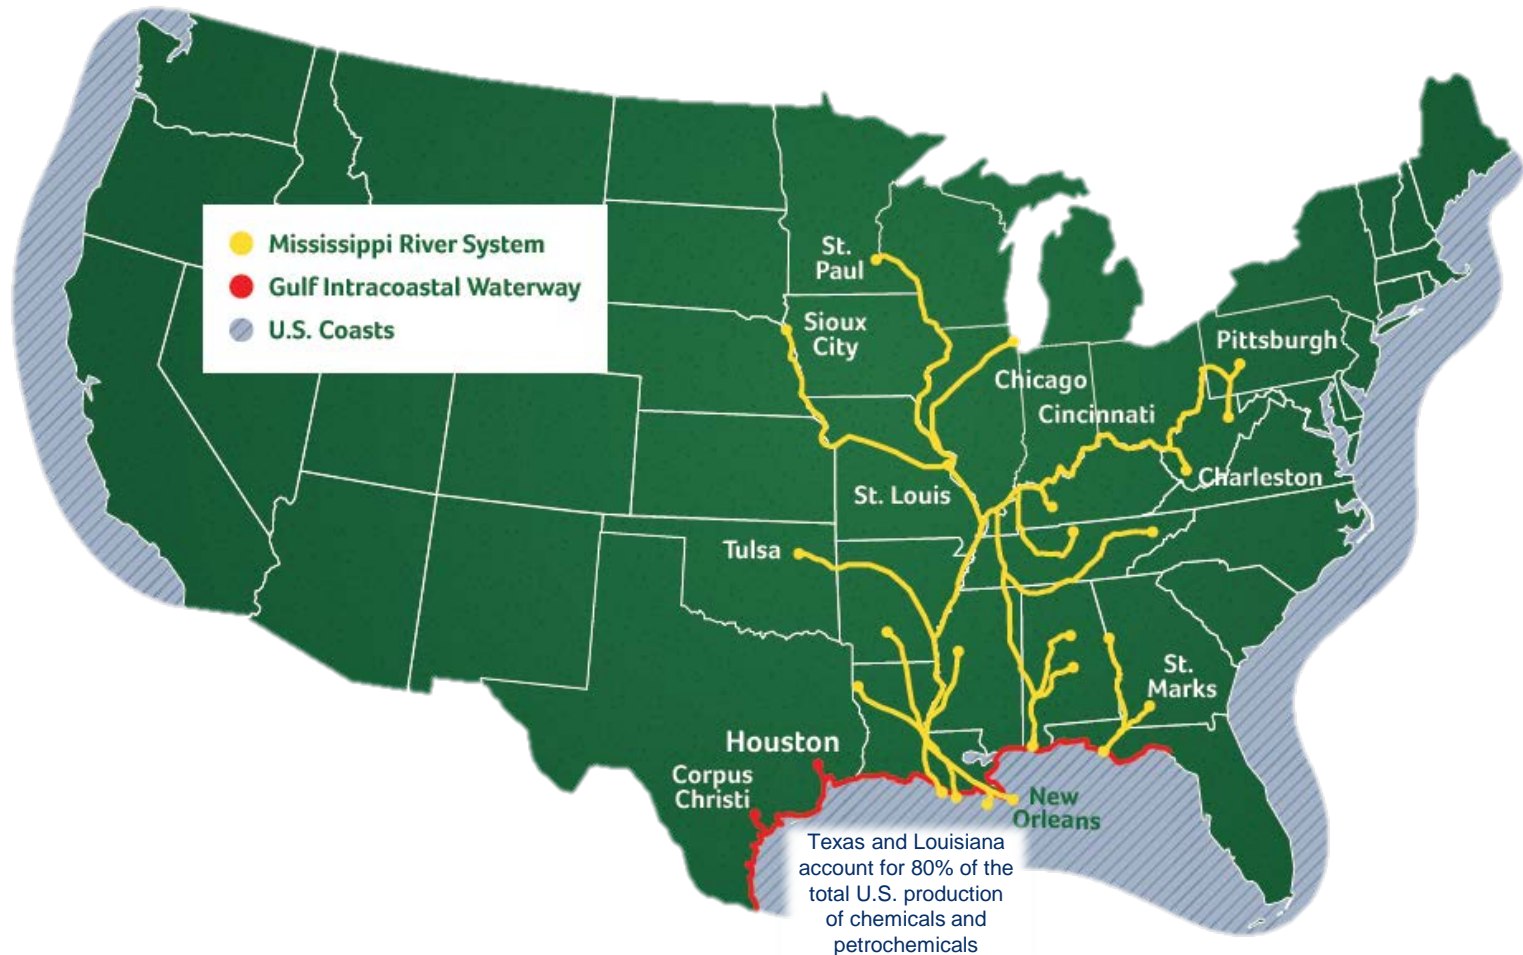 Mississippi River System
Gulf Intracoastal Waterway
U.S. Coasts
St.
Paul
Sioux
City
Pittsburgh
Chicago
Cincinnati
Charleston
St. Louis
Tulsa
St.
Marks
Houston
Corpus
Christi
New
Orleans
Texas and Louisiana
account for 80% of the
total U.S. production
of chemicals and
petrochemicals